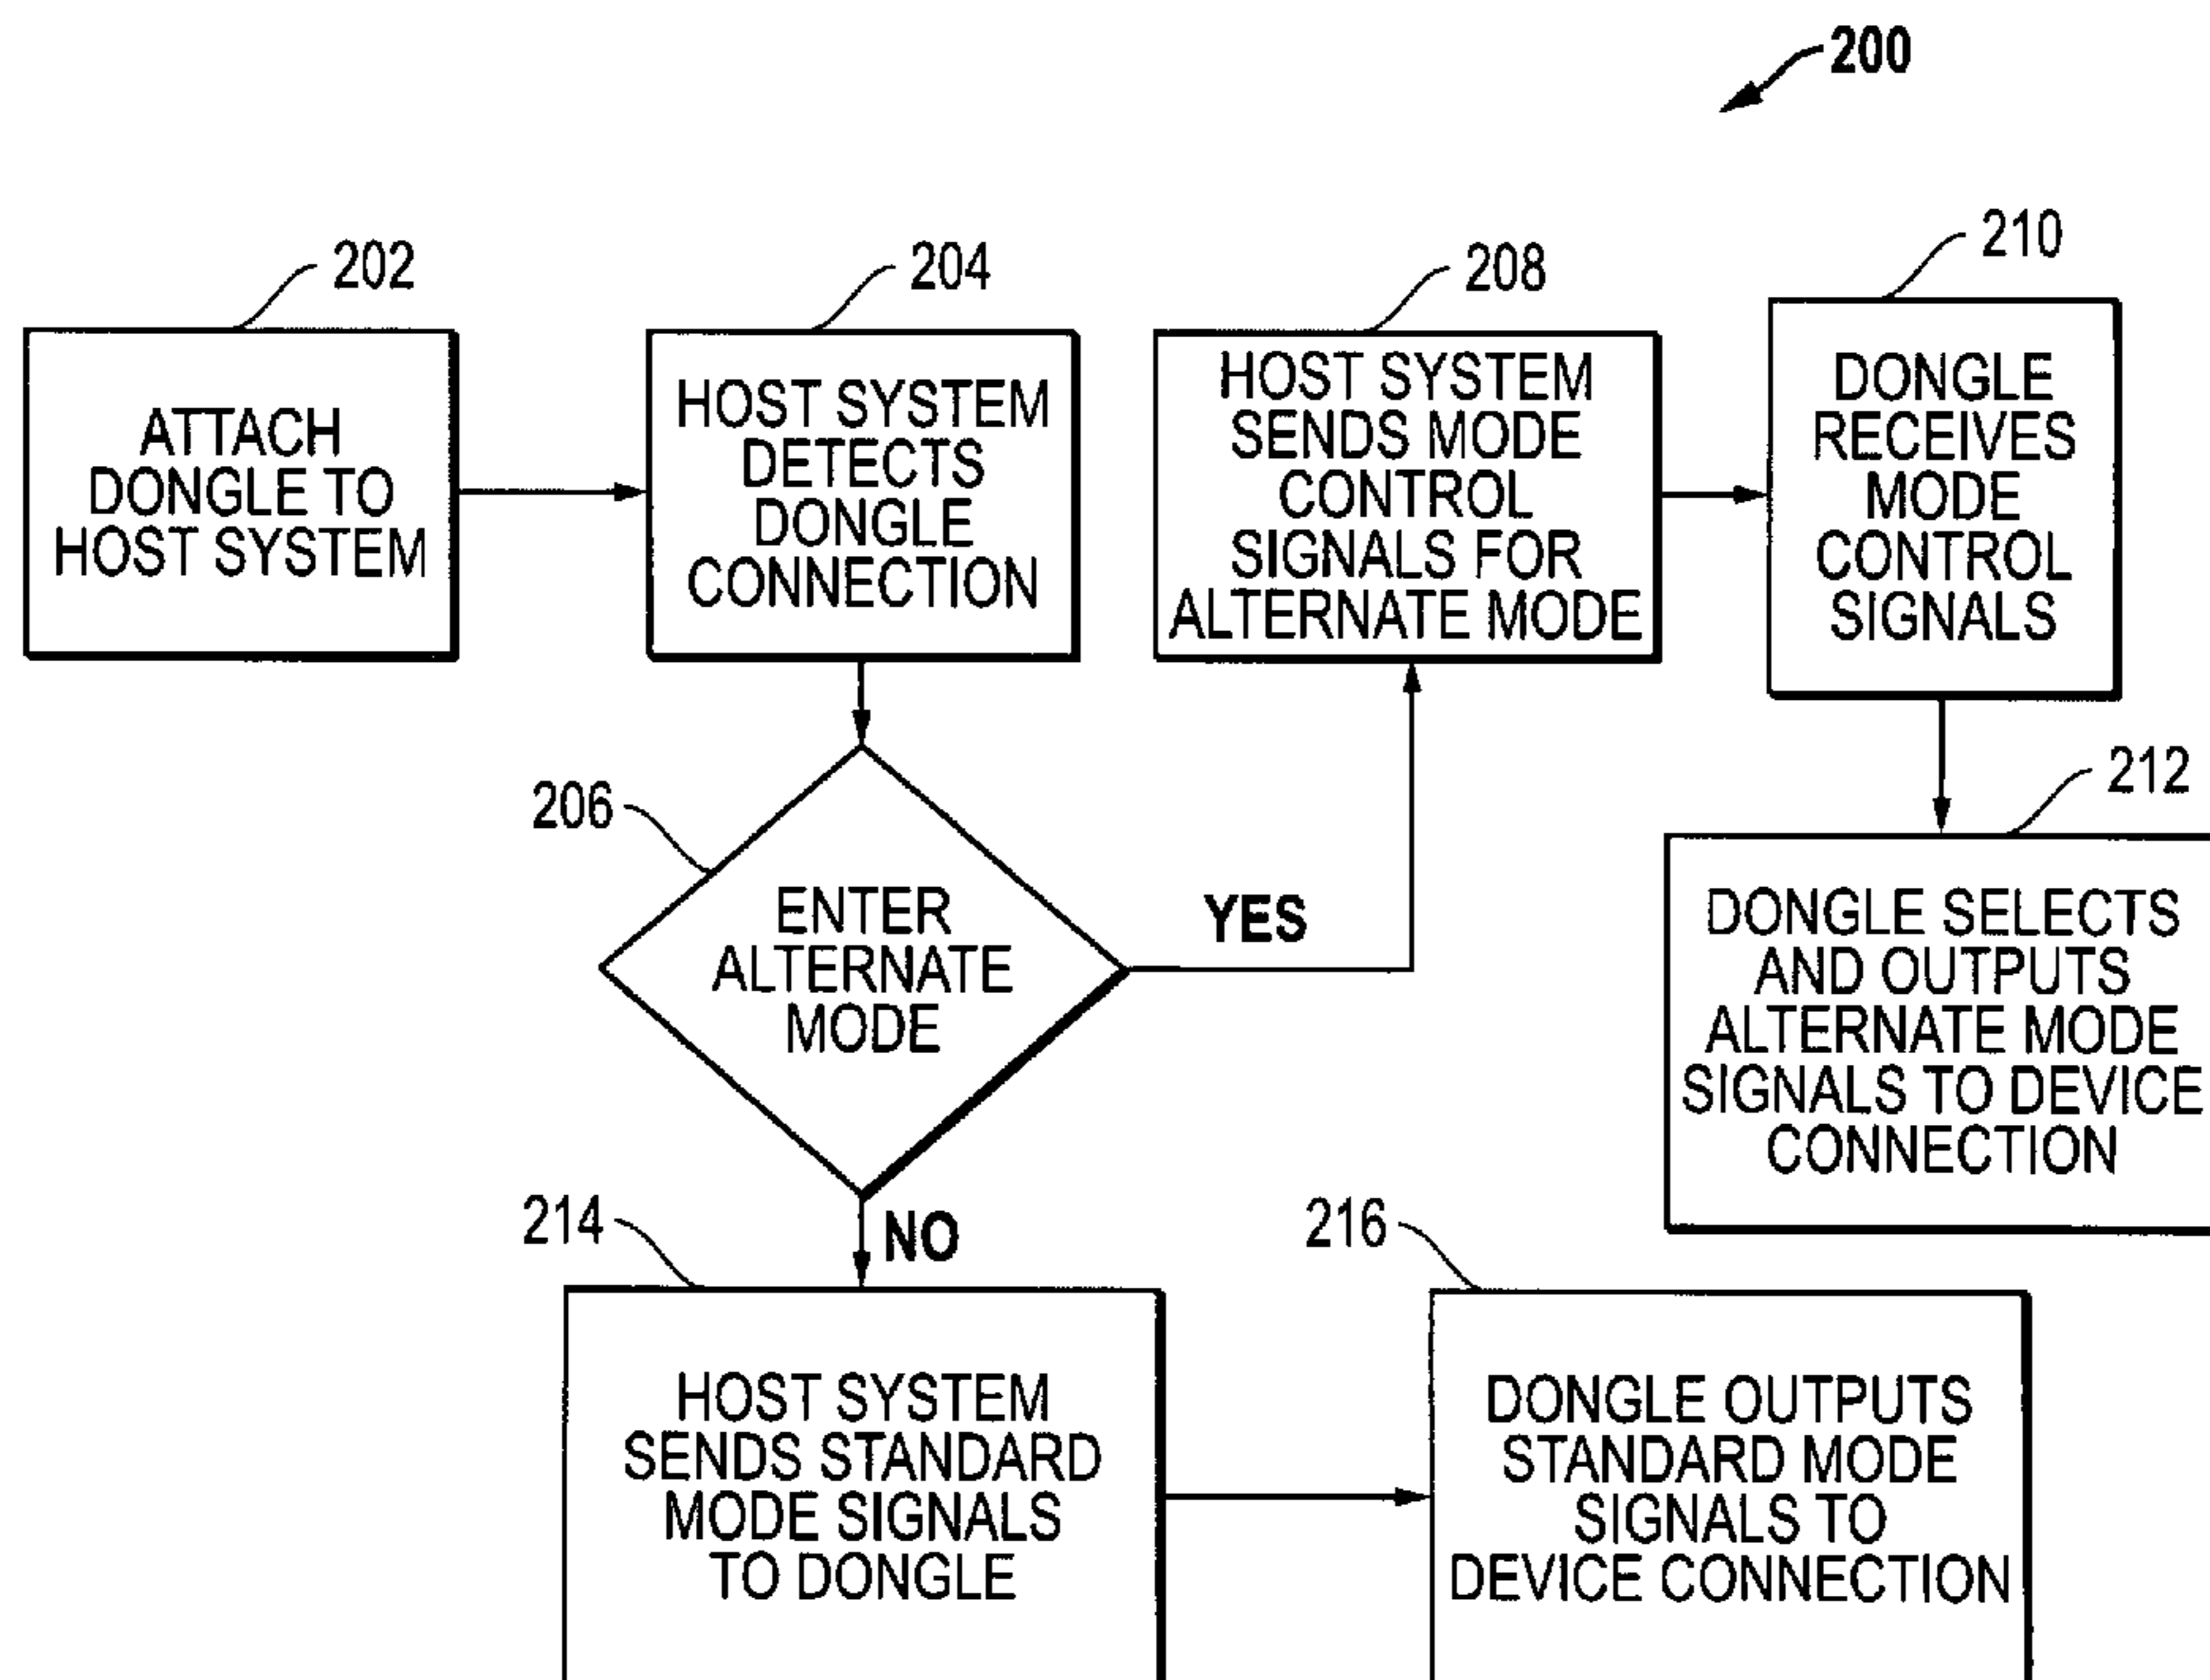 200
202
ATTACH
DONGLE TO
HOST SYSTEM
204
HOST SYSTEM
DETECTS
DONGLE
CONNECTION
206
ENTER
ALTERNATE
MODE
YES
208
HOST SYSTEM
SENDS MODE
CONTROL
SIGNALS FOR
ALTERNATE MODE
210
DONGLE
RECEIVES
MODE
CONTROL
SIGNALS
212
DONGLE SELECTS
AND OUTPUTS
ALTERNATE MODE
SIGNALS TO DEVICE
CONNECTION
NO
214
HOST SYSTEM
SENDS STANDARD
MODE SIGNALS
TO DONGLE
216
DONGLE OUTPUTS
STANDARD MODE
SIGNALS TO
DEVICE CONNECTION